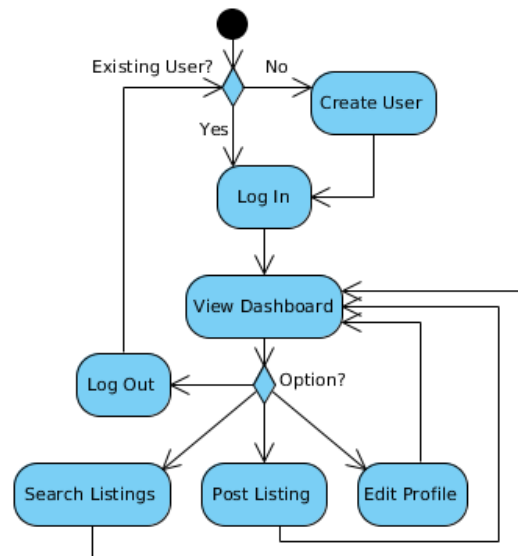 Existing User?
No
Create User
Yes
Log In
View Dashboard
Option?
Log Out
Search Listings
Post Listing
Edit Profile